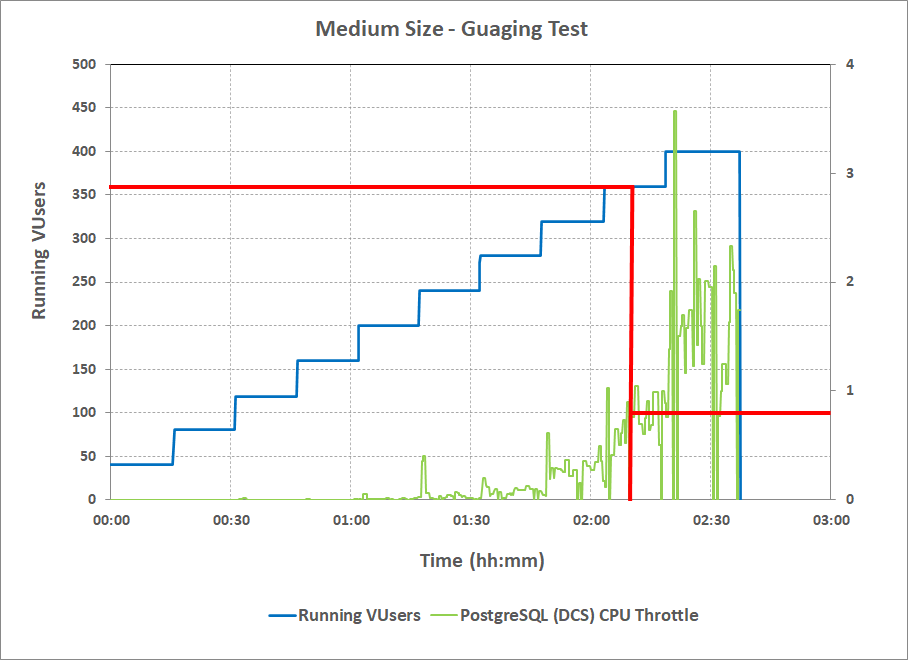 Medium Size - Guaging Test
500 4
450
400
350 3
300
250 2
200
150
100 1
50
0 0
00:00 00:30 01:00 01:30 02:00 02:30 03:00
Running VUsers
Time (hh:mm)
Running VUsers PostgreSQL (DCS) CPU Throttle